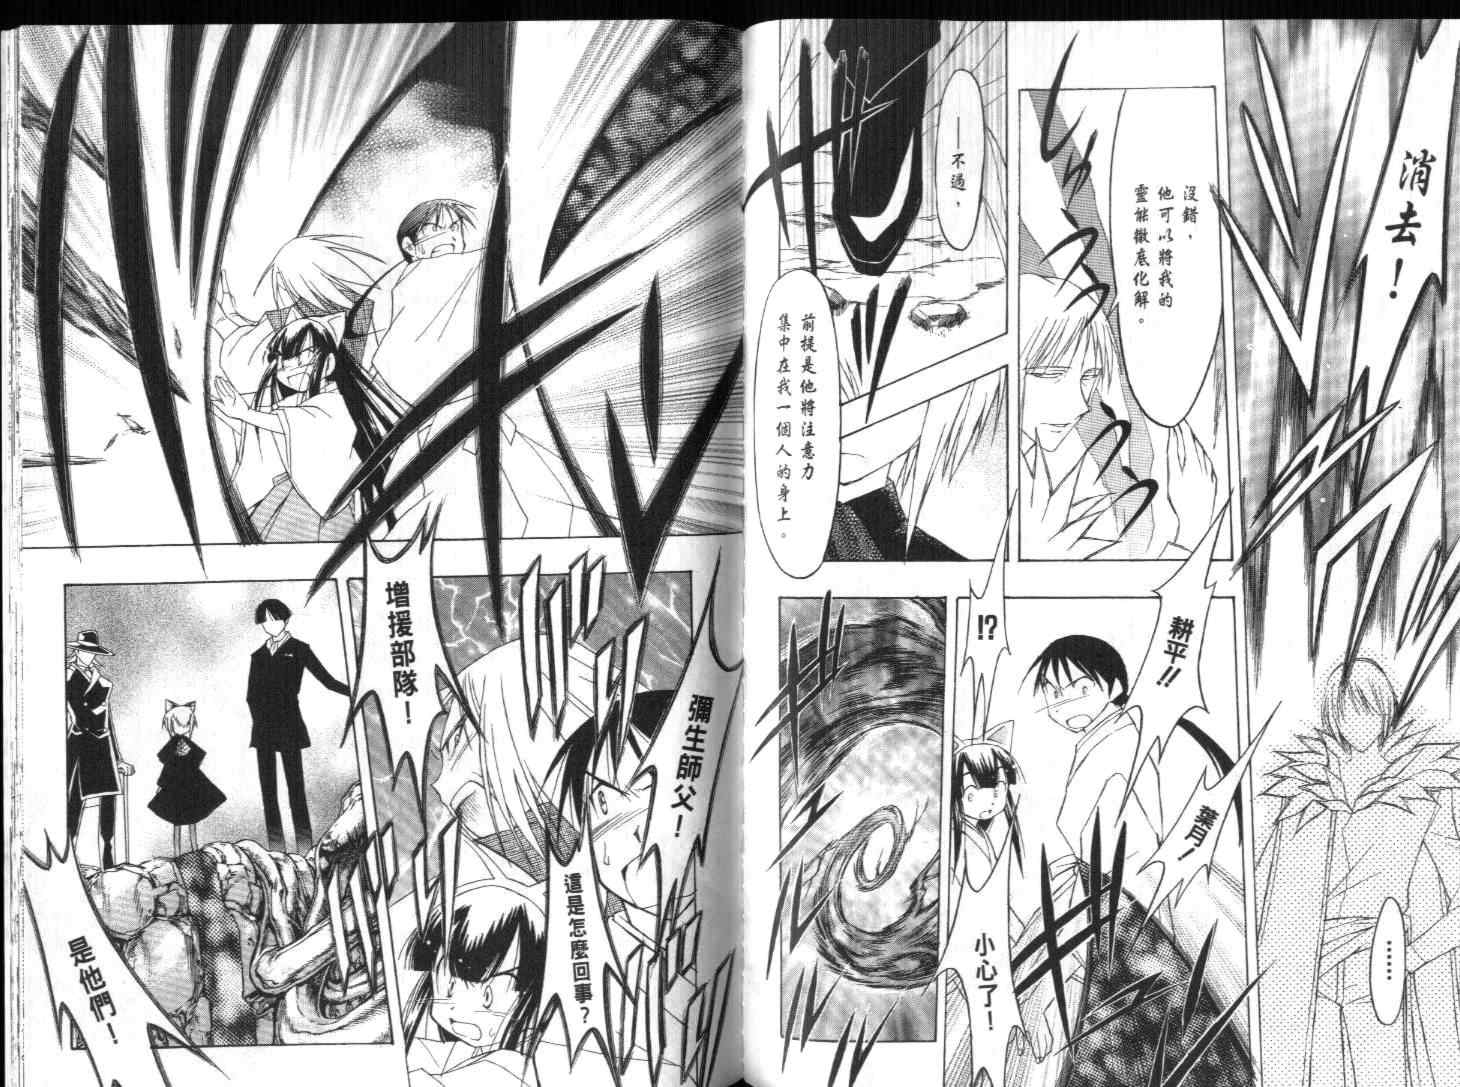 消去！
沒錯，
他可以將我的
靈能徹底化解。
——不過，
前提是他將注意力
集中在我一個人的身上。
……
耕平!!
葉月！
!?
小心了！
彌生師父！
這是怎麼回事？
增援部隊！
是他們！